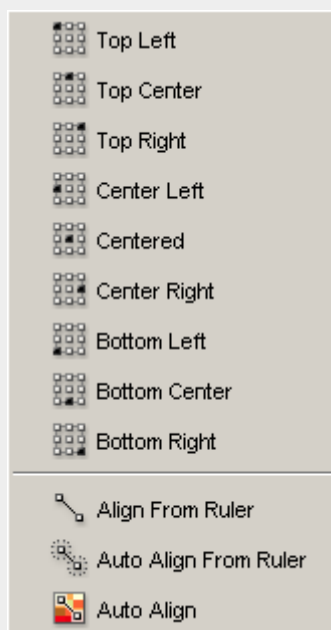 Top Left
Top Center
Top Right
Center Left
Centered
Center Right
Bottom Left
Bottom Center
Bottom Right
Align From Ruler
Auto Align From Ruler
Auto Align